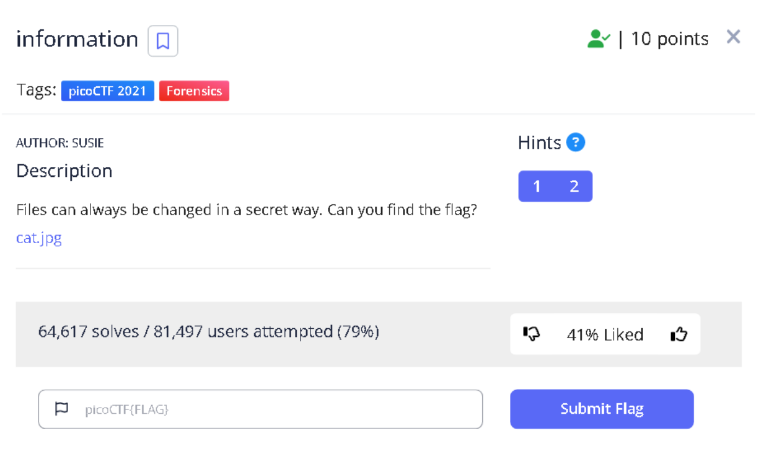 information
| 10 points
Tags: picoCTF 2021 Forensics
AUTHOR: SUSIE
Hints ?
Description
1 2
Files can always be changed in a secret way. Can you find the flag?
cat.jpg
64,617 solves / 81,497 users attempted (79%)
41% Liked
picoCTF{FLAG}
Submit Flag